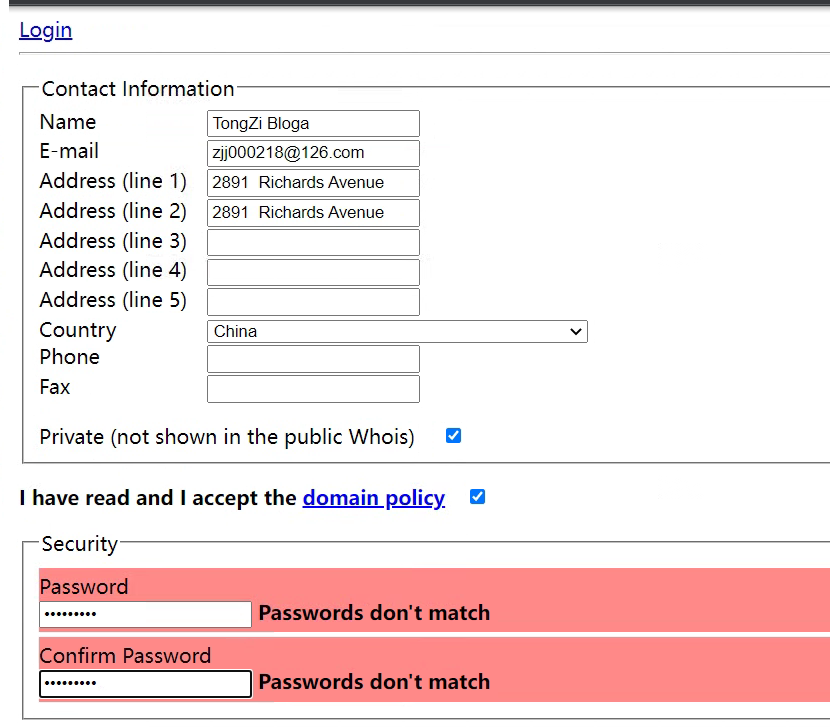 Login
Contact Information
Name TongZi Bloga
E-mail zjj000218@126.com
Address (line 1) 2891  Richards Avenue
Address (line 2) 2891  Richards Avenue
Address (line 3)
Address (line 4)
Address (line 5)
Country China
Phone
Fax
Private (not shown in the public Whois)
I have read and I accept the domain policy
Security
Password
••••••••• Passwords don't match
Confirm Password
••••••••• Passwords don't match